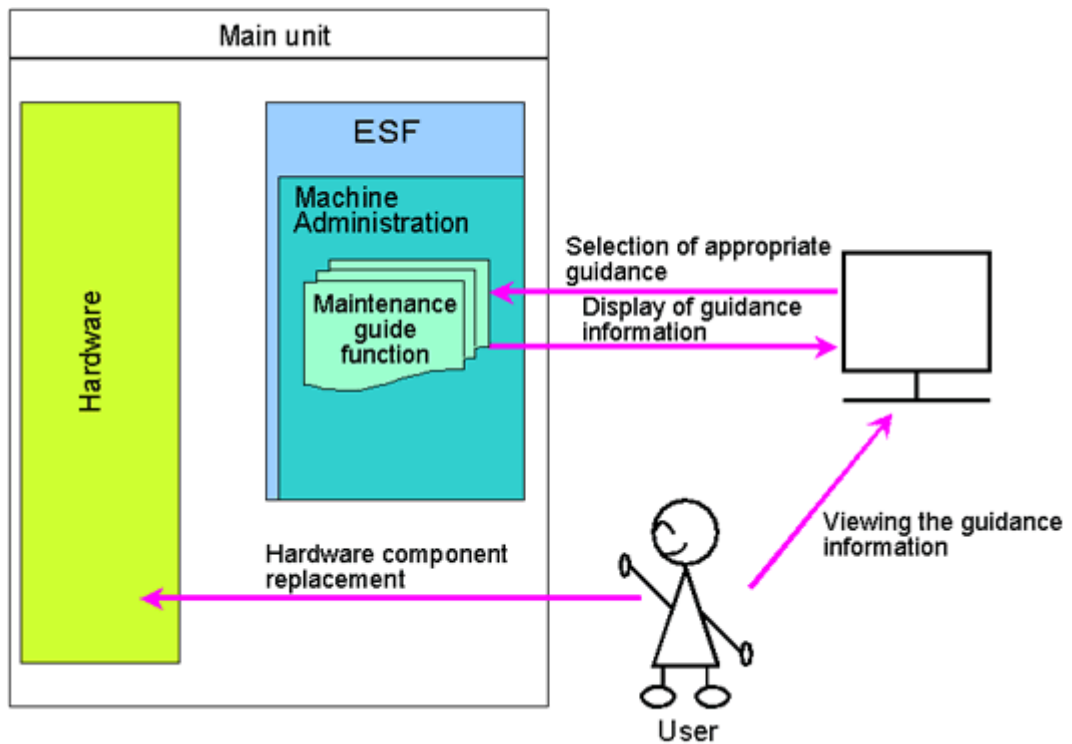 Main unit
ESF
Machine
Administration
Maintenance
guide
function
Hardware
Selection of appropriate
guidance
Display of guidance
information
Viewing the guidance
information
Hardware component
replacement
User